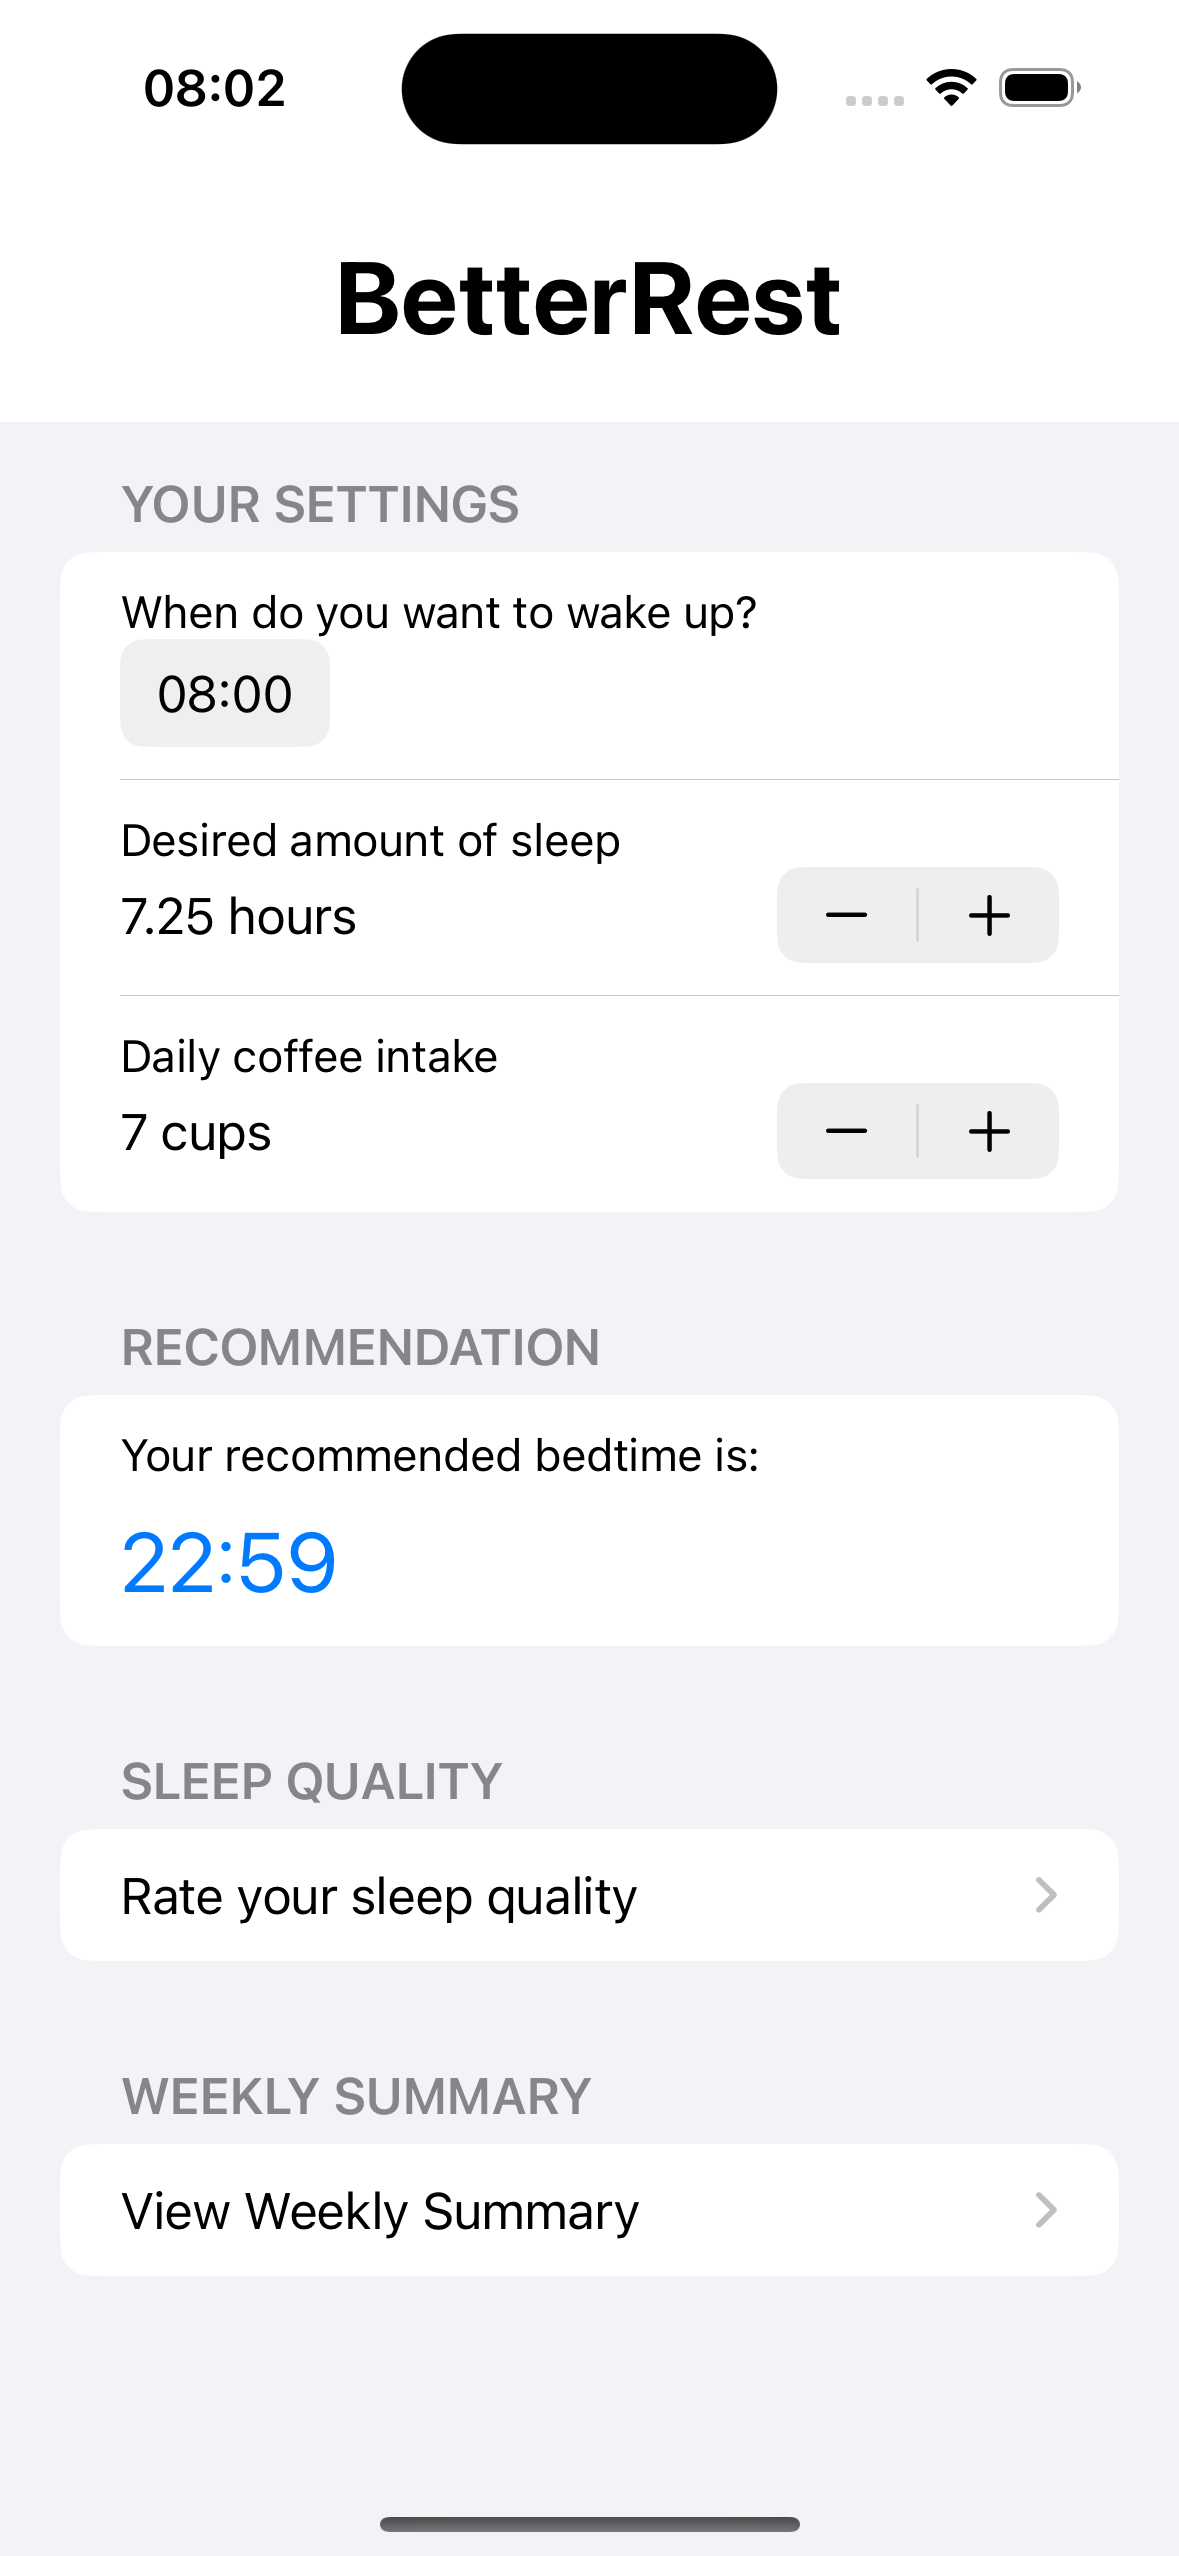 08:02
BetterRest
YOUR SETTINGS
When do you want to wake up?
08:00
Desired amount of sleep
7.25 hours
Daily coffee intake
7 cups
RECOMMENDATION
Your recommended bedtime is:
22:59
SLEEP QUALITY
Rate your sleep quality
WEEKLY SUMMARY
View Weekly Summary